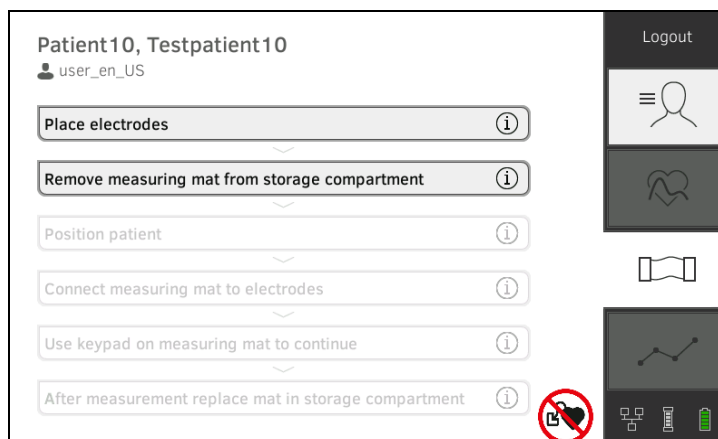 Patient10, Testpatient10
user_en_US
Logout
Place electrodes
Remove measuring mat from storage compartment
Position patient
Connect measuring mat to electrodes
Use keypad on measuring mat to continue
After measurement replace mat in storage compartment